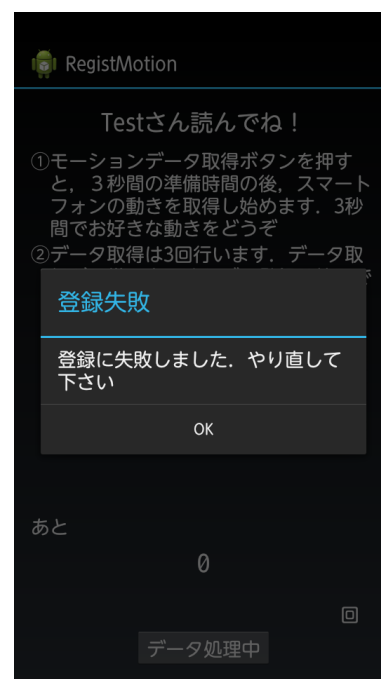 RegistMotion
Testさん読んでね！
①モーションデータ取得ボタンを押す
と，３秒間の準備時間の後，スマート
フォンの動きを取得し始めます．3秒
間でお好きな動きをどうぞ
②データ取得は3回行います．データ取
登録失敗
登録に失敗しました．やり直して
下さい
OK
あと
0
回
データ処理中